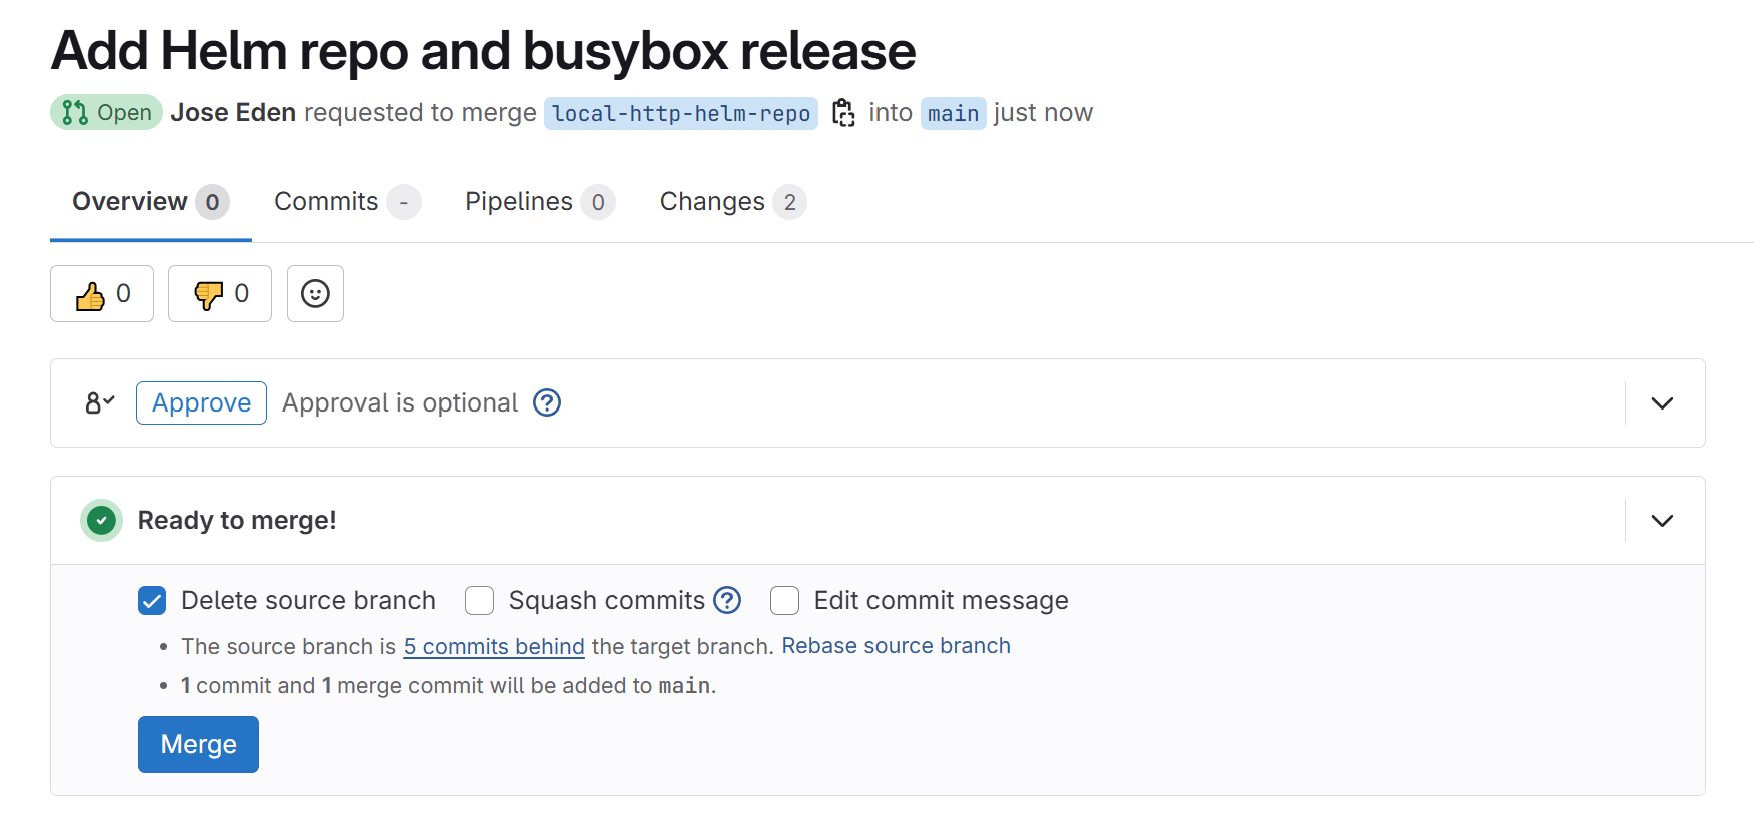 Add Helm repo and busybox release
Open Jose Eden requested to merge local-http-helm-repo into main just now
Overview 0 Commits - Pipelines 0 Changes 2
0 0
Approve Approval is optional
Ready to merge!
Delete source branch Squash commits Edit commit message
• The source branch is 5 commits behind the target branch. Rebase source branch
• 1 commit and 1 merge commit will be added to main.
Merge